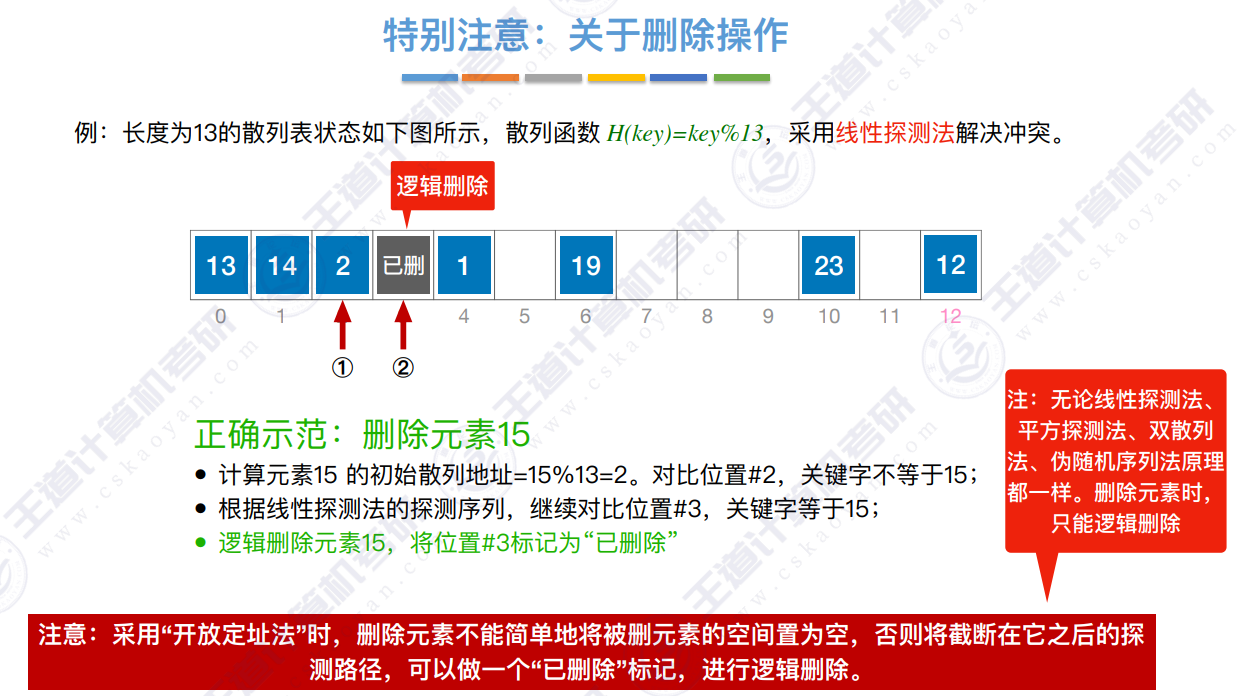 特别注意：关于删除操作
例：长度为13的散列表状态如下图所示，散列函数 H(key)=key%13，采用线性探测法解决冲突。
逻辑删除
13 14 2 已删 1 19 23 12
0 1 4 5 6 7 8 9 10 11 12
① ②
正确示范：删除元素15
• 计算元素15 的初始散列地址=15%13=2。对比位置#2，关键字不等于15；
• 根据线性探测法的探测序列，继续对比位置#3，关键字等于15；
• 逻辑删除元素15，将位置#3标记为“已删除”
注：无论线性探测法、
平方探测法、双散列
法、伪随机序列法原理
都一样。删除元素时，
只能逻辑删除
注意：采用“开放定址法”时，删除元素不能简单地将被删元素的空间置为空，否则将截断在它之后的探
测路径，可以做一个“已删除”标记，进行逻辑删除。
王道计算机考研
www.cskaoyan.com